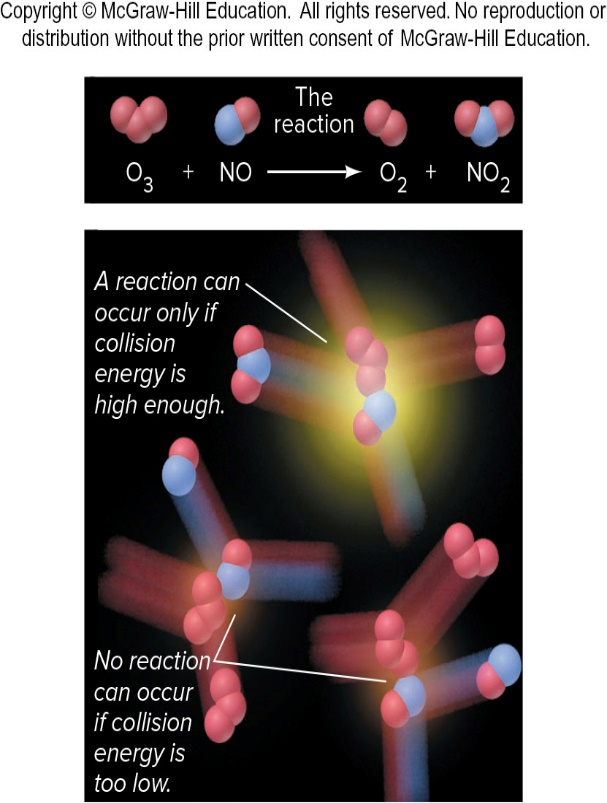 Copyright © McGraw-Hill Education. All rights reserved. No reproduction or
distribution without the prior written consent of McGraw-Hill Education.
The
reaction
O₃ + NO ⟶ O₂ + NO₂
A reaction can
occur only if
collision
energy is
high enough.
No reaction
can occur
if collision
energy is
too low.